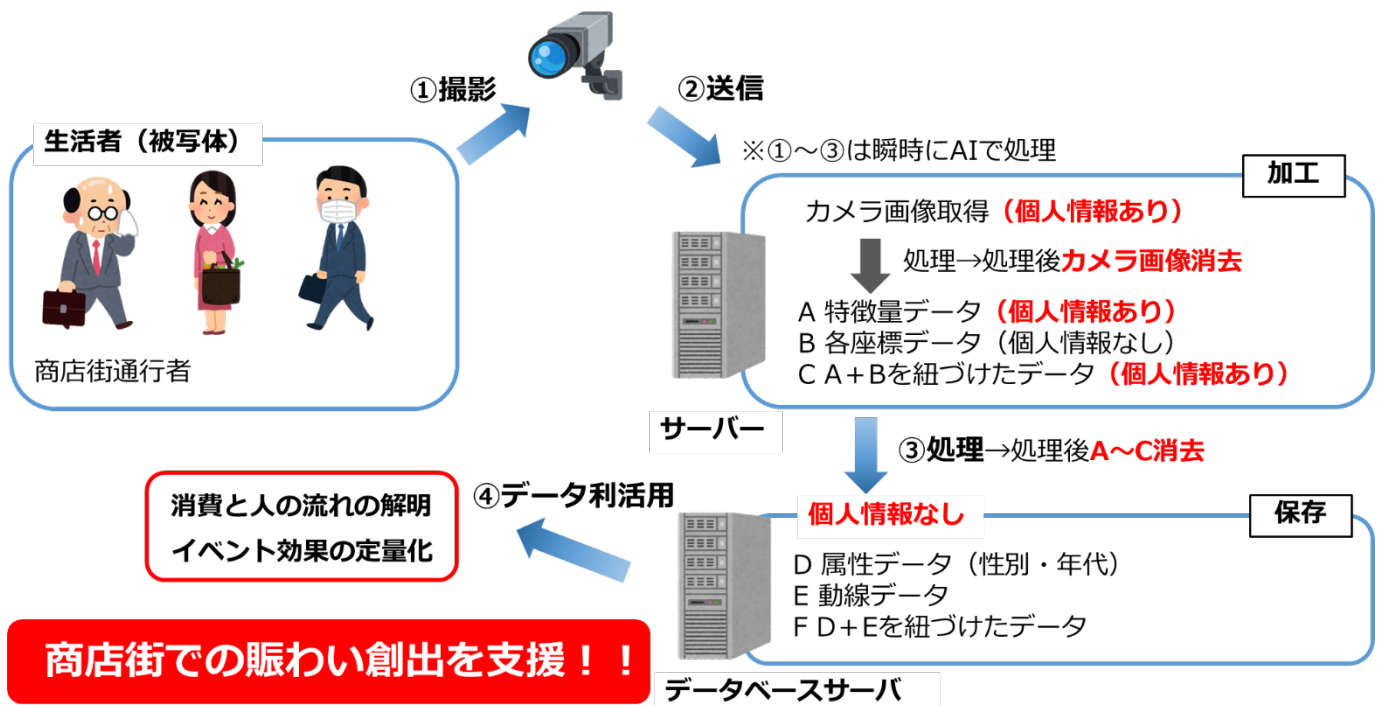 ①撮影
②送信
生活者（被写体）
商店街通行者
※①～③は瞬時にAIで処理
加工
カメラ画像取得（個人情報あり）
処理→処理後カメラ画像消去
A 特徴量データ（個人情報あり）
B 各座標データ（個人情報なし）
C A＋Bを紐づけたデータ（個人情報あり）
サーバー
③処理→処理後A～C消去
保存
個人情報なし
D 属性データ（性別・年代）
E 動線データ
F D＋Eを紐づけたデータ
データベースサーバ
④データ利活用
消費と人の流れの解明
イベント効果の定量化
商店街での賑わい創出を支援！！